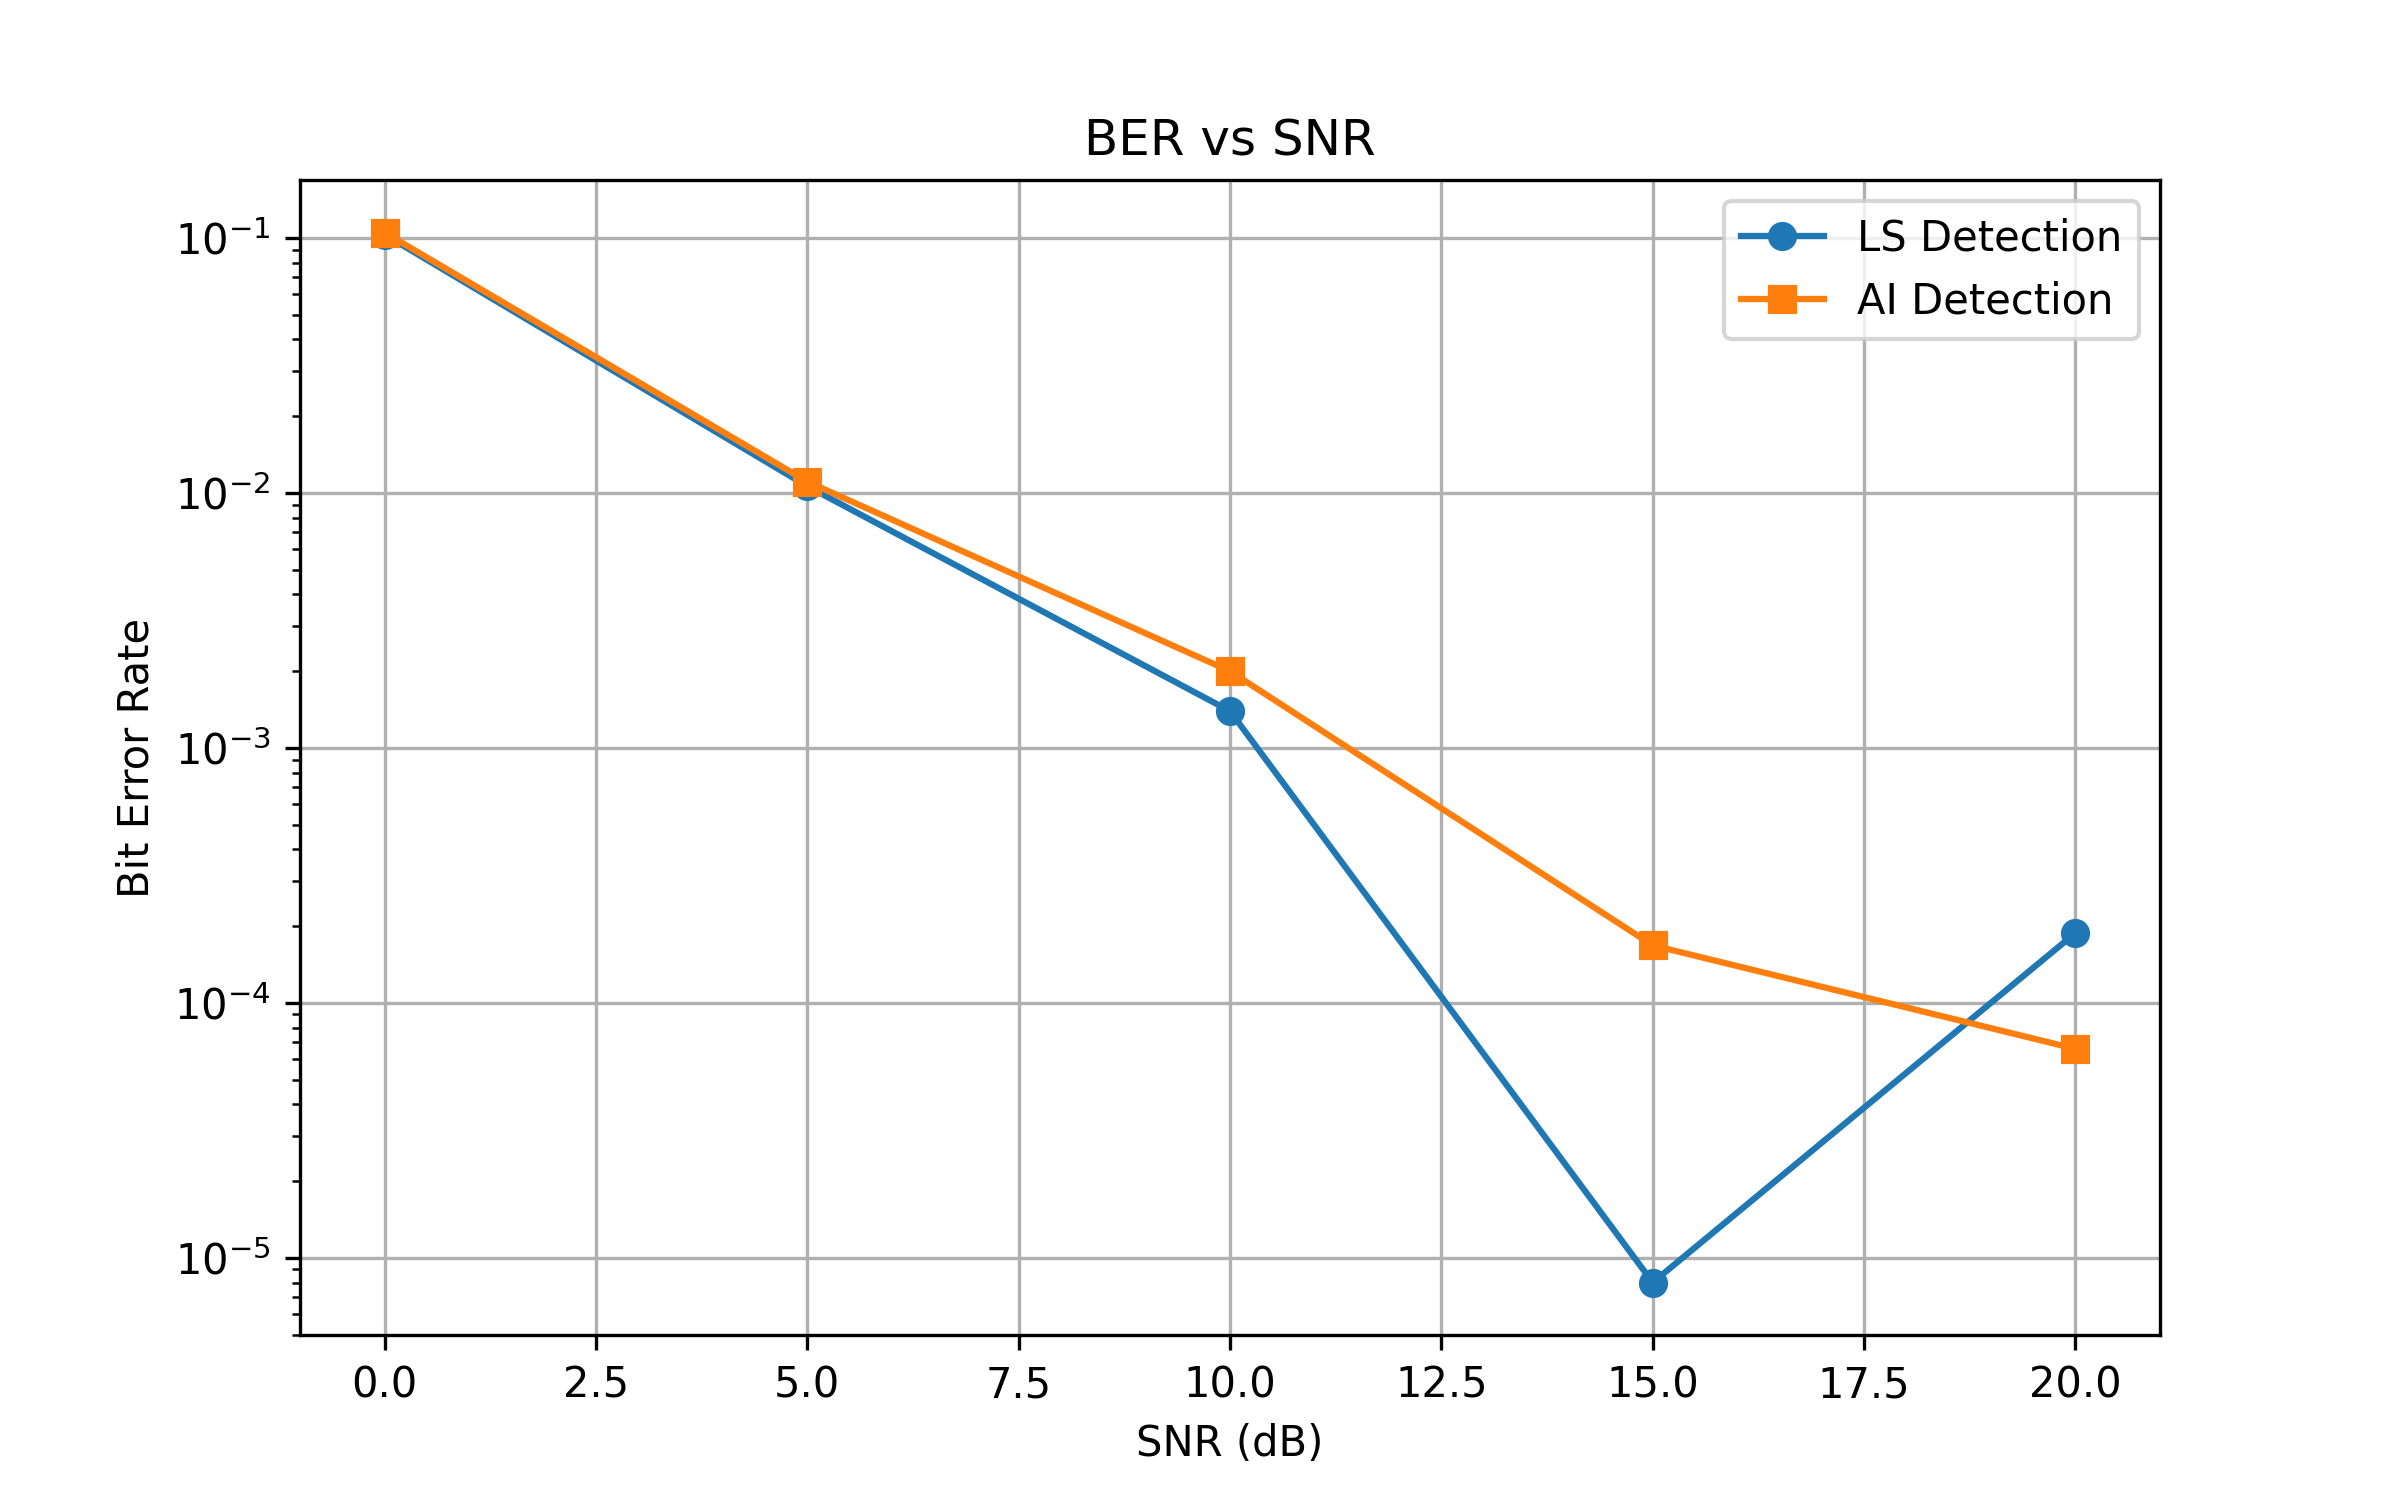 BER vs SNR
LS Detection
AI Detection
10⁻¹
10⁻²
10⁻³
10⁻⁴
10⁻⁵
Bit Error Rate
0.0 2.5 5.0 7.5 10.0 12.5 15.0 17.5 20.0
SNR (dB)